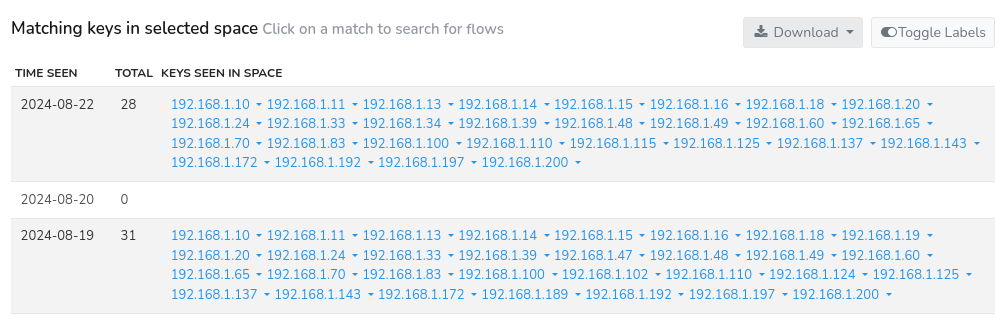 Matching keys in selected space Click on a match to search for flows
Download
Toggle Labels
TIME SEEN TOTAL KEYS SEEN IN SPACE
2024-08-22 28 192.168.1.10 192.168.1.11 192.168.1.13 192.168.1.14 192.168.1.15 192.168.1.16 192.168.1.18 192.168.1.20
192.168.1.24 192.168.1.33 192.168.1.34 192.168.1.39 192.168.1.48 192.168.1.49 192.168.1.60 192.168.1.65
192.168.1.70 192.168.1.83 192.168.1.100 192.168.1.110 192.168.1.115 192.168.1.125 192.168.1.137 192.168.1.143
192.168.1.172 192.168.1.192 192.168.1.197 192.168.1.200
2024-08-20 0
2024-08-19 31 192.168.1.10 192.168.1.11 192.168.1.13 192.168.1.14 192.168.1.15 192.168.1.16 192.168.1.18 192.168.1.19
192.168.1.20 192.168.1.24 192.168.1.33 192.168.1.39 192.168.1.47 192.168.1.48 192.168.1.49 192.168.1.60
192.168.1.65 192.168.1.70 192.168.1.83 192.168.1.100 192.168.1.102 192.168.1.110 192.168.1.124 192.168.1.125
192.168.1.137 192.168.1.143 192.168.1.172 192.168.1.189 192.168.1.192 192.168.1.197 192.168.1.200